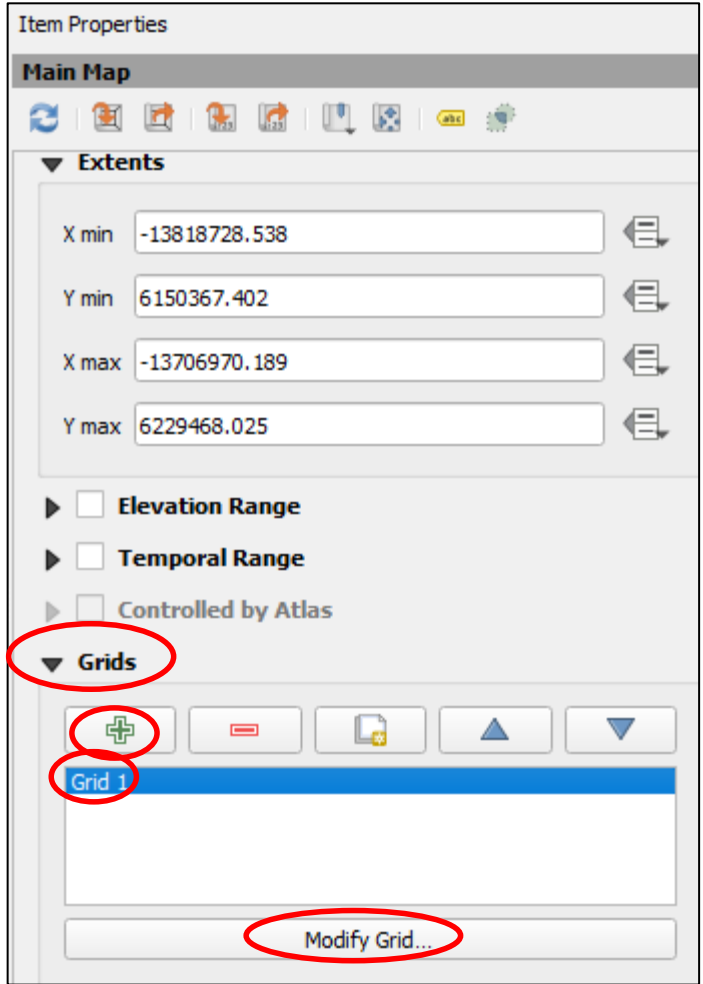 Item Properties
Main Map
Extents
X min -13818728.538
Y min 6150367.402
X max -13706970.189
Y max 6229468.025
Elevation Range
Temporal Range
Controlled by Atlas
Grids
Grid 1
Modify Grid...